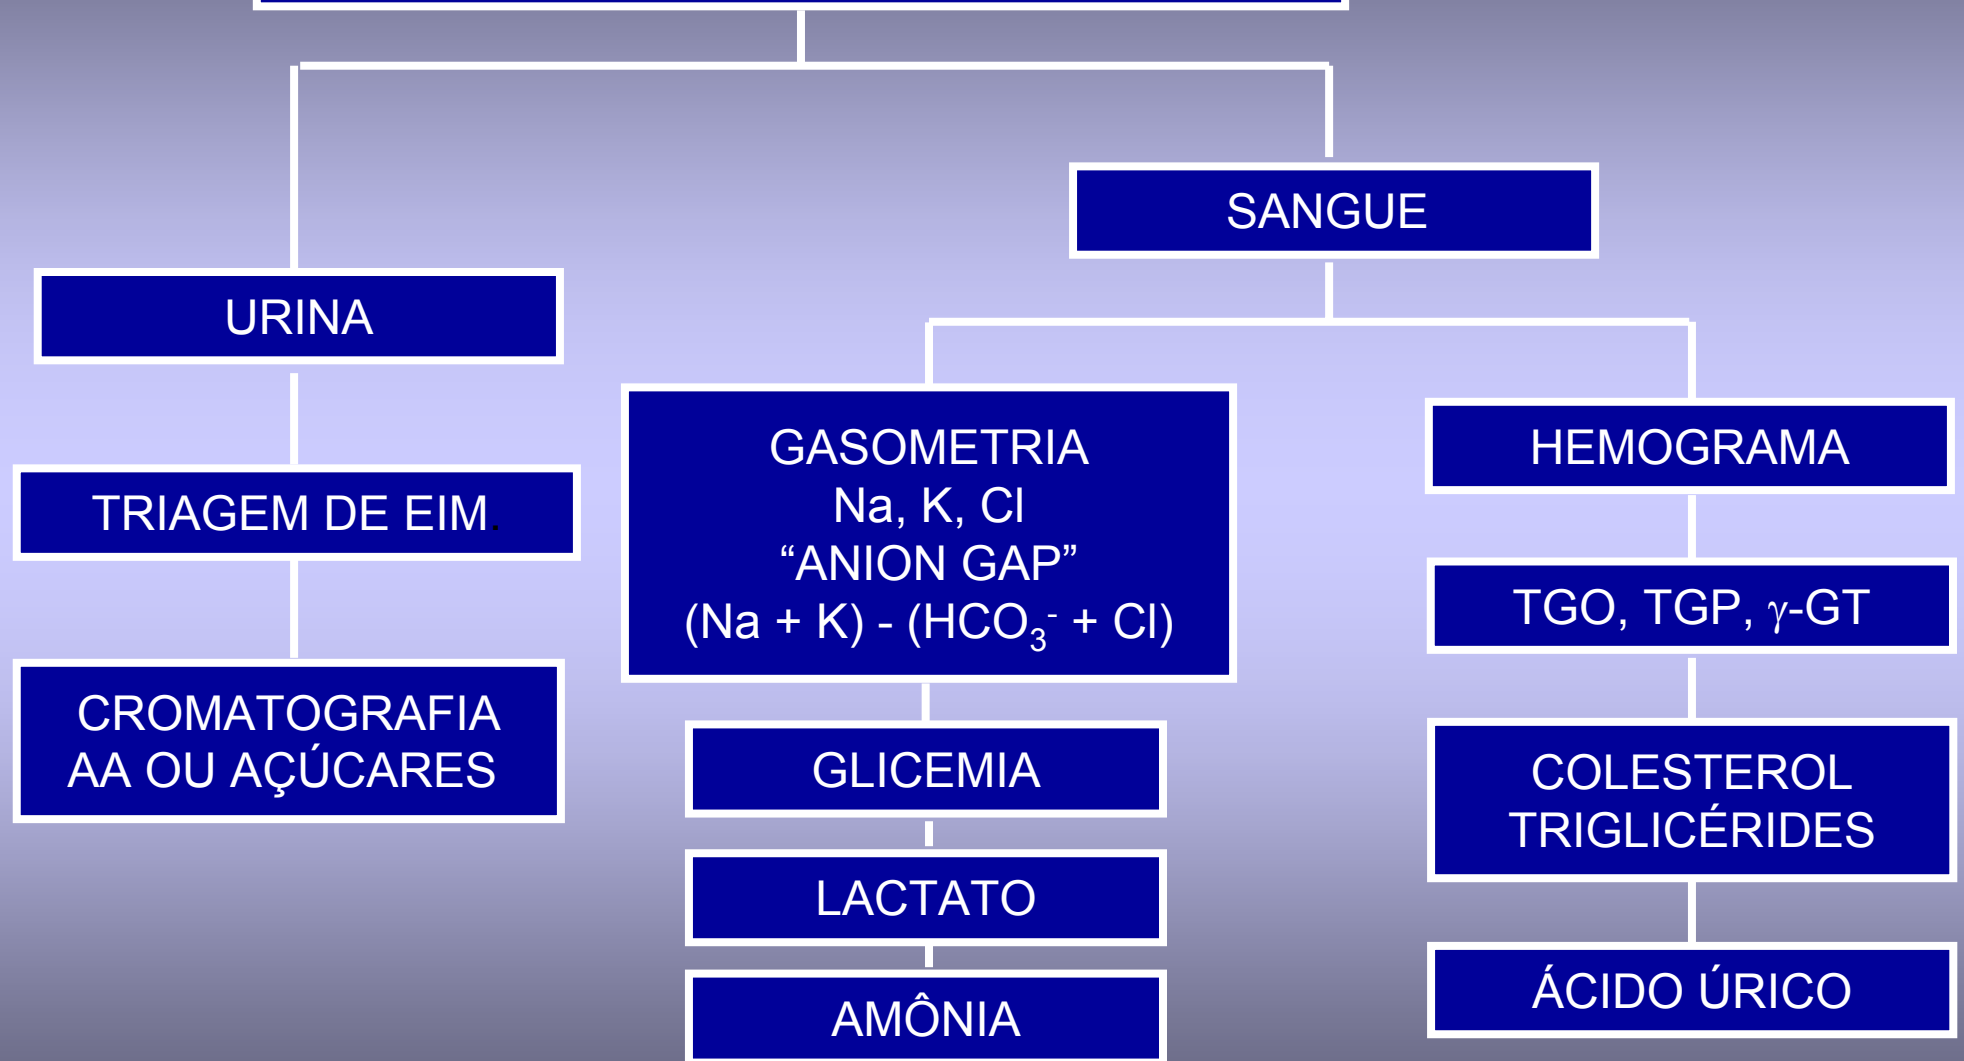 SANGUE
URINA
TRIAGEM DE EIM.
CROMATOGRAFIA
AA OU AÇÚCARES
GASOMETRIA
Na, K, Cl
“ANION GAP”
(Na + K) - (HCO₃⁻ + Cl)
GLICEMIA
LACTATO
AMÔNIA
HEMOGRAMA
TGO, TGP, γ-GT
COLESTEROL
TRIGLICÉRIDES
ÁCIDO ÚRICO